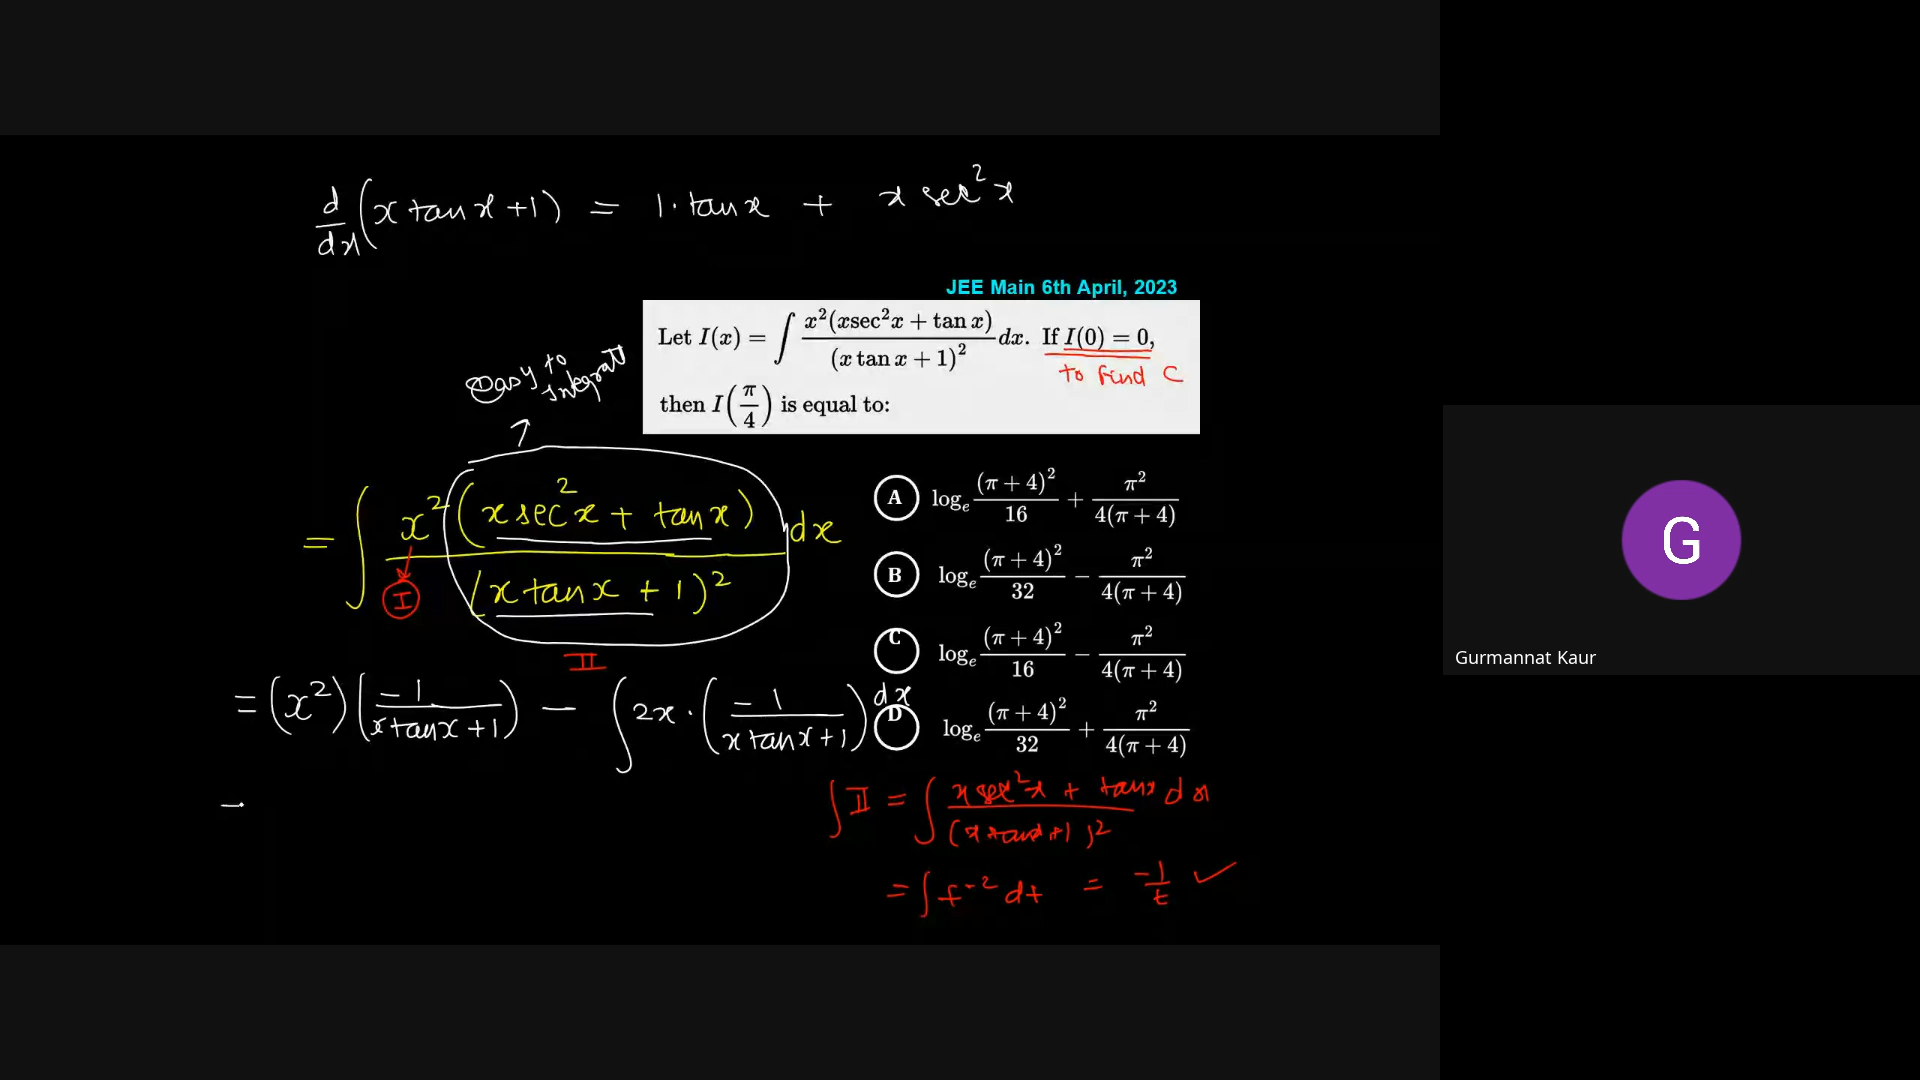 d/dx (x tan x + 1) = 1 · tan x + x sec² x
JEE Main 6th April, 2023
Let I(x) = ∫ x²(xsec²x + tan x) / (x tan x + 1)² dx. If I(0) = 0,
to find C
then I(π/4) is equal to:
easy to integrate
= ∫ x² (x sec² x + tan x) / (x tan x + 1)² dx
I
II
A log_e (π + 4)²/16 + π²/4(π + 4)
B log_e (π + 4)²/32 − π²/4(π + 4)
C log_e (π + 4)²/16 − π²/4(π + 4)
D log_e (π + 4)²/32 + π²/4(π + 4)
= (x²) (−1 / x tan x + 1) − ∫ 2x · (−1 / x tan x + 1) dx
−
∫ II = ∫ x sec² x + tan x / (x tan x + 1)² dx
= ∫ t⁻² dt = −1/t ✓
G
Gurmannat Kaur